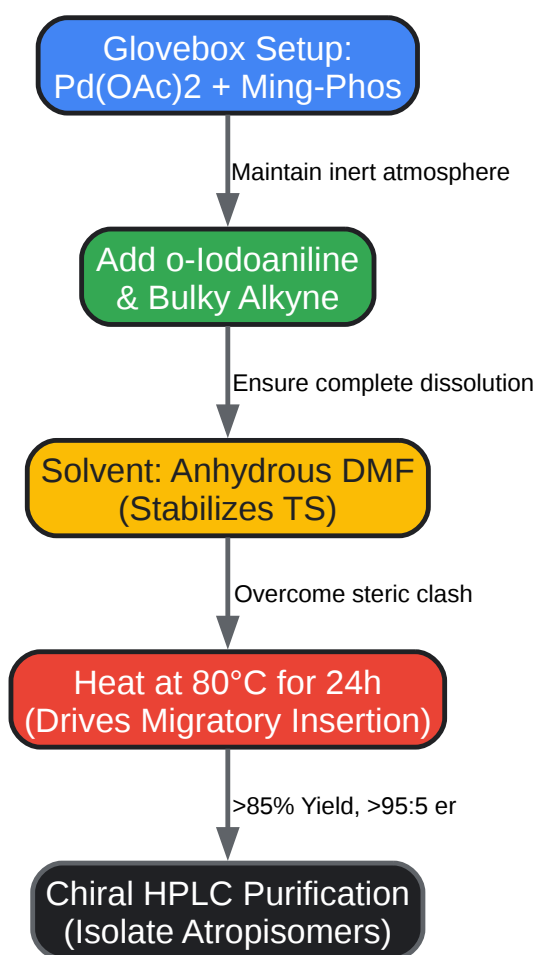 Glovebox Setup:
Pd(OAc)2 + Ming-Phos
Maintain inert atmosphere
Add o-Iodoaniline
& Bulky Alkyne
Ensure complete dissolution
Solvent: Anhydrous DMF
(Stabilizes TS)
Overcome steric clash
Heat at 80°C for 24h
(Drives Migratory Insertion)
>85% Yield, >95:5 er
Chiral HPLC Purification
(Isolate Atropisomers)